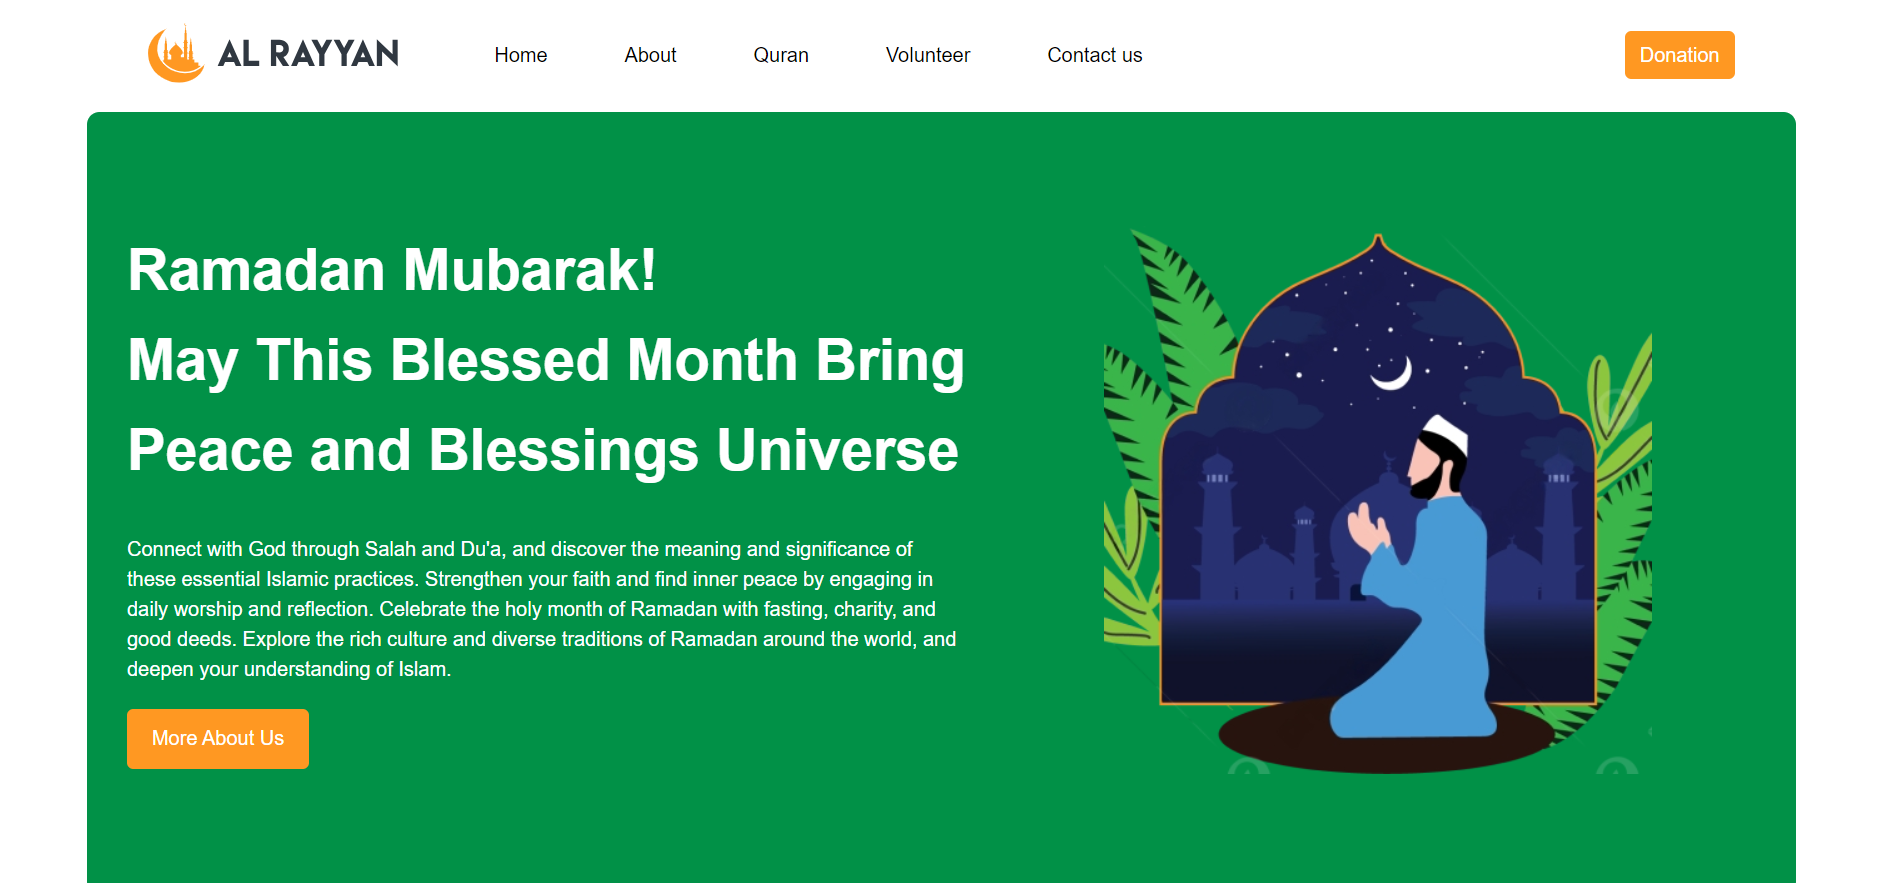 AL RAYYAN
Home
About
Quran
Volunteer
Contact us
Donation
Ramadan Mubarak!
May This Blessed Month Bring
Peace and Blessings Universe
Connect with God through Salah and Du'a, and discover the meaning and significance of
these essential Islamic practices. Strengthen your faith and find inner peace by engaging in
daily worship and reflection. Celebrate the holy month of Ramadan with fasting, charity, and
good deeds. Explore the rich culture and diverse traditions of Ramadan around the world, and
deepen your understanding of Islam.
More About Us